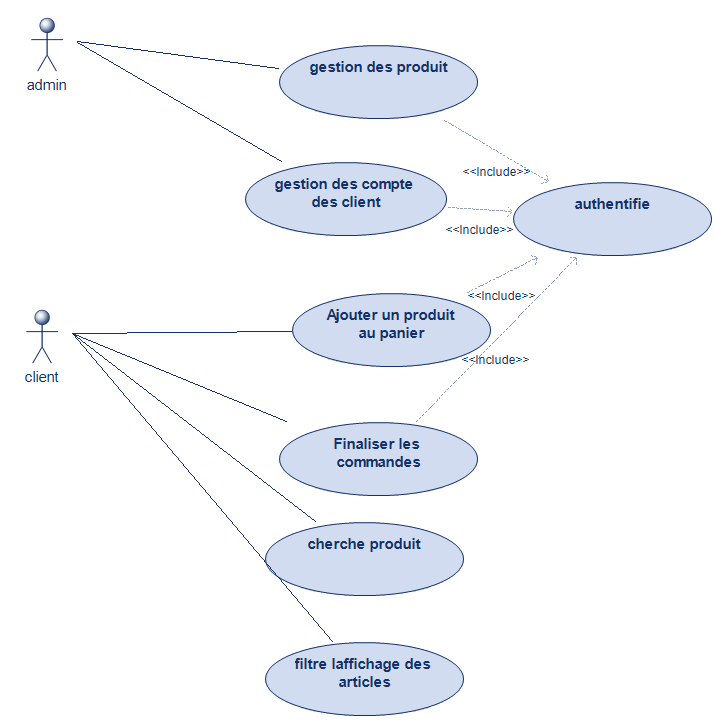 admin
gestion des produit
<<Include>>
gestion des compte
des client
authentifie
<<Include>>
<<Include>>
Ajouter un produit
au panier
<<Include>>
client
Finaliser les
commandes
cherche produit
filtre laffichage des
articles